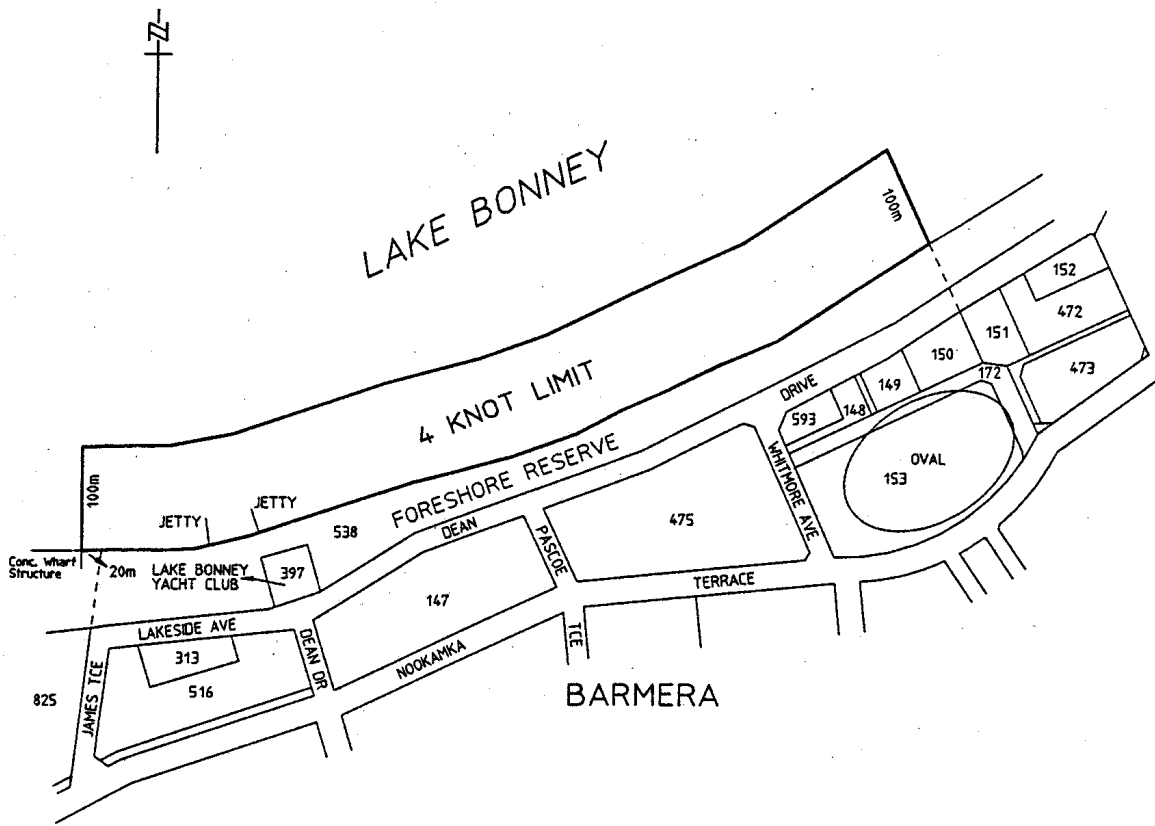 N
LAKE BONNEY
100m
152
472
151
150
473
172
149
DRIVE
148
593
4 KNOT LIMIT
OVAL
153
WHITMORE AVE
100m
FORESHORE RESERVE
JETTY
JETTY
538
DEAN
475
PASCOE
Conc. Wharf
Structure
20m
LAKE BONNEY
YACHT CLUB
397
TERRACE
147
LAKESIDE AVE
TCE
DEAN DR
NOOKAMKA
313
516
825
JAMES TCE
BARMERA